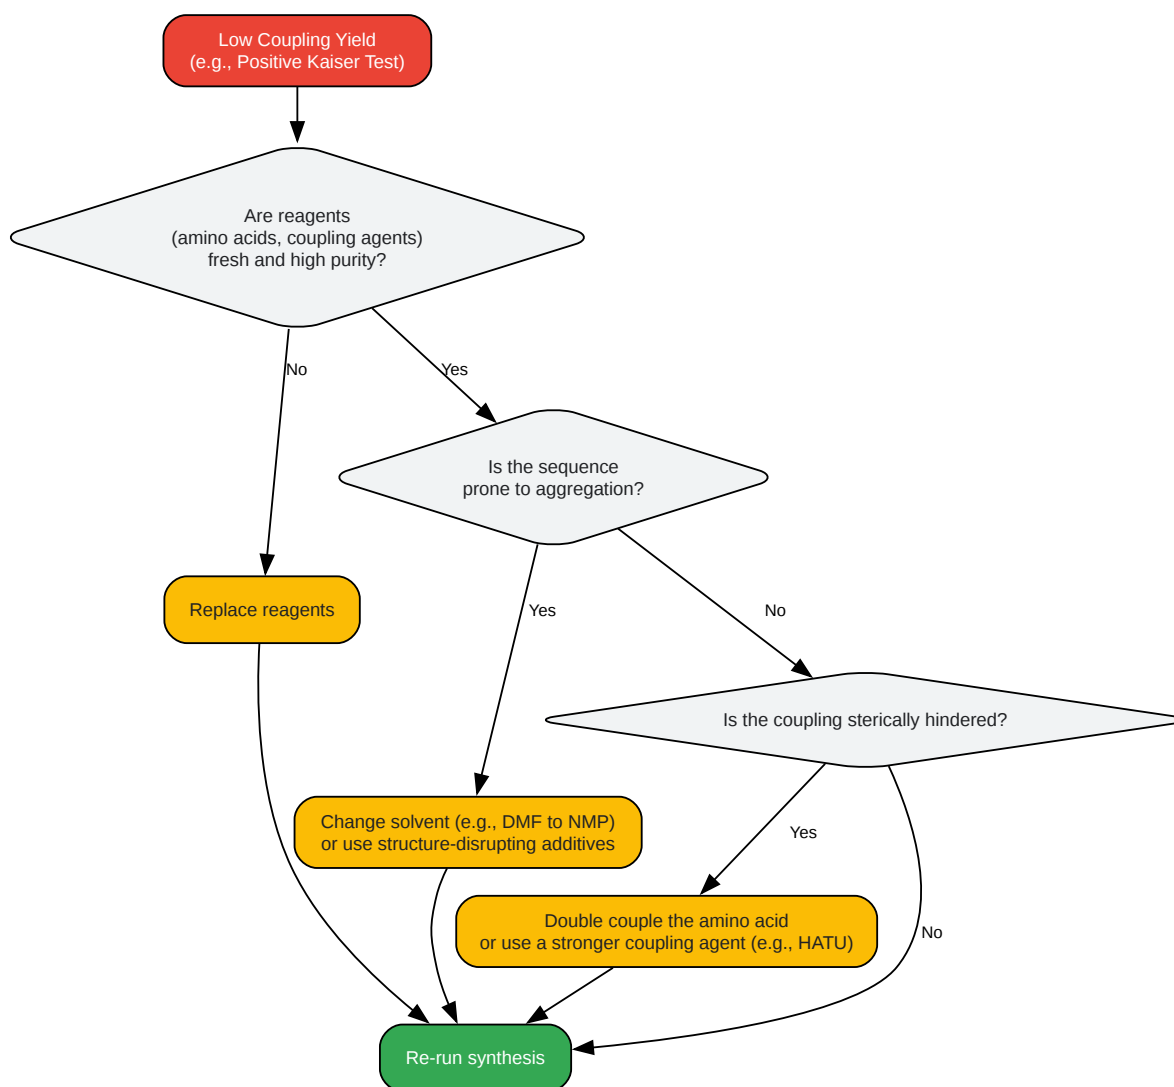 Low Coupling Yield
(e.g., Positive Kaiser Test)
Are reagents
(amino acids, coupling agents)
fresh and high purity?
No
Yes
Is the sequence
prone to aggregation?
Replace reagents
Yes
No
Is the coupling sterically hindered?
Change solvent (e.g., DMF to NMP)
or use structure-disrupting additives
Yes
Double couple the amino acid
or use a stronger coupling agent (e.g., HATU)
No
Re-run synthesis